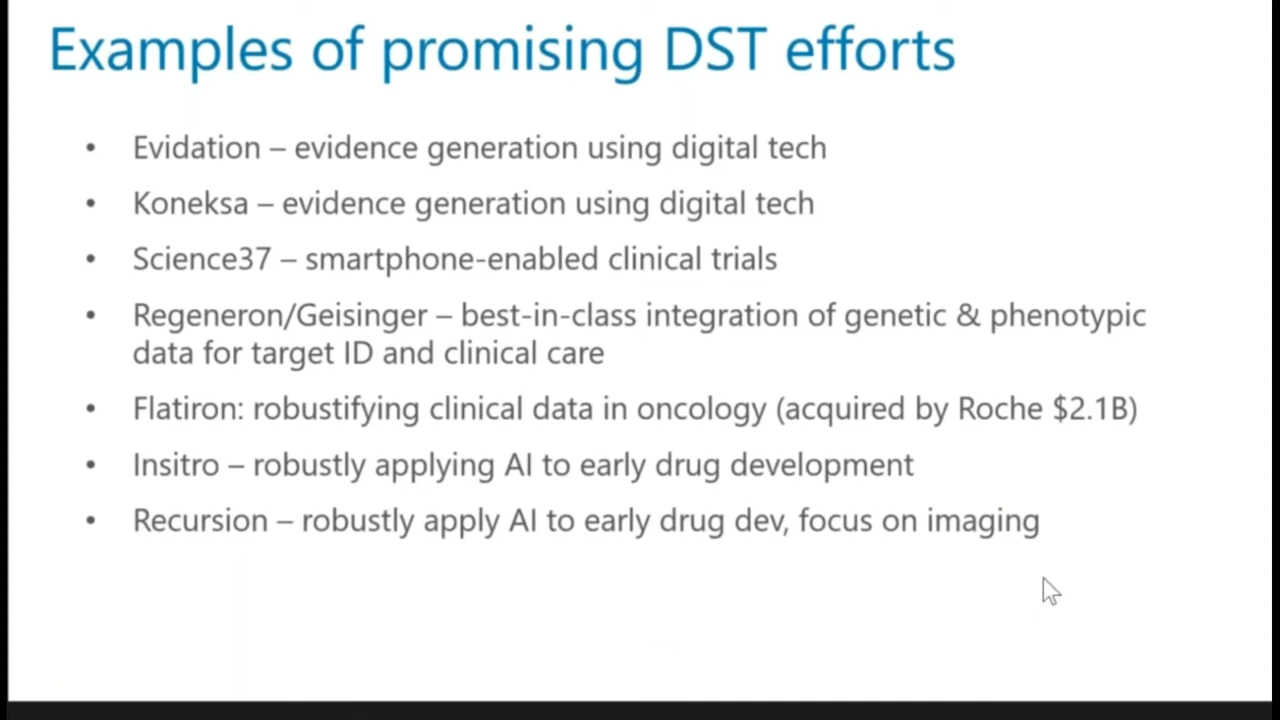 Examples of promising DST efforts
• Evidation – evidence generation using digital tech
• Koneksa – evidence generation using digital tech
• Science37 – smartphone-enabled clinical trials
• Regeneron/Geisinger – best-in-class integration of genetic & phenotypic
data for target ID and clinical care
• Flatiron: robustifying clinical data in oncology (acquired by Roche $2.1B)
• Insitro – robustly applying AI to early drug development
• Recursion – robustly apply AI to early drug dev, focus on imaging